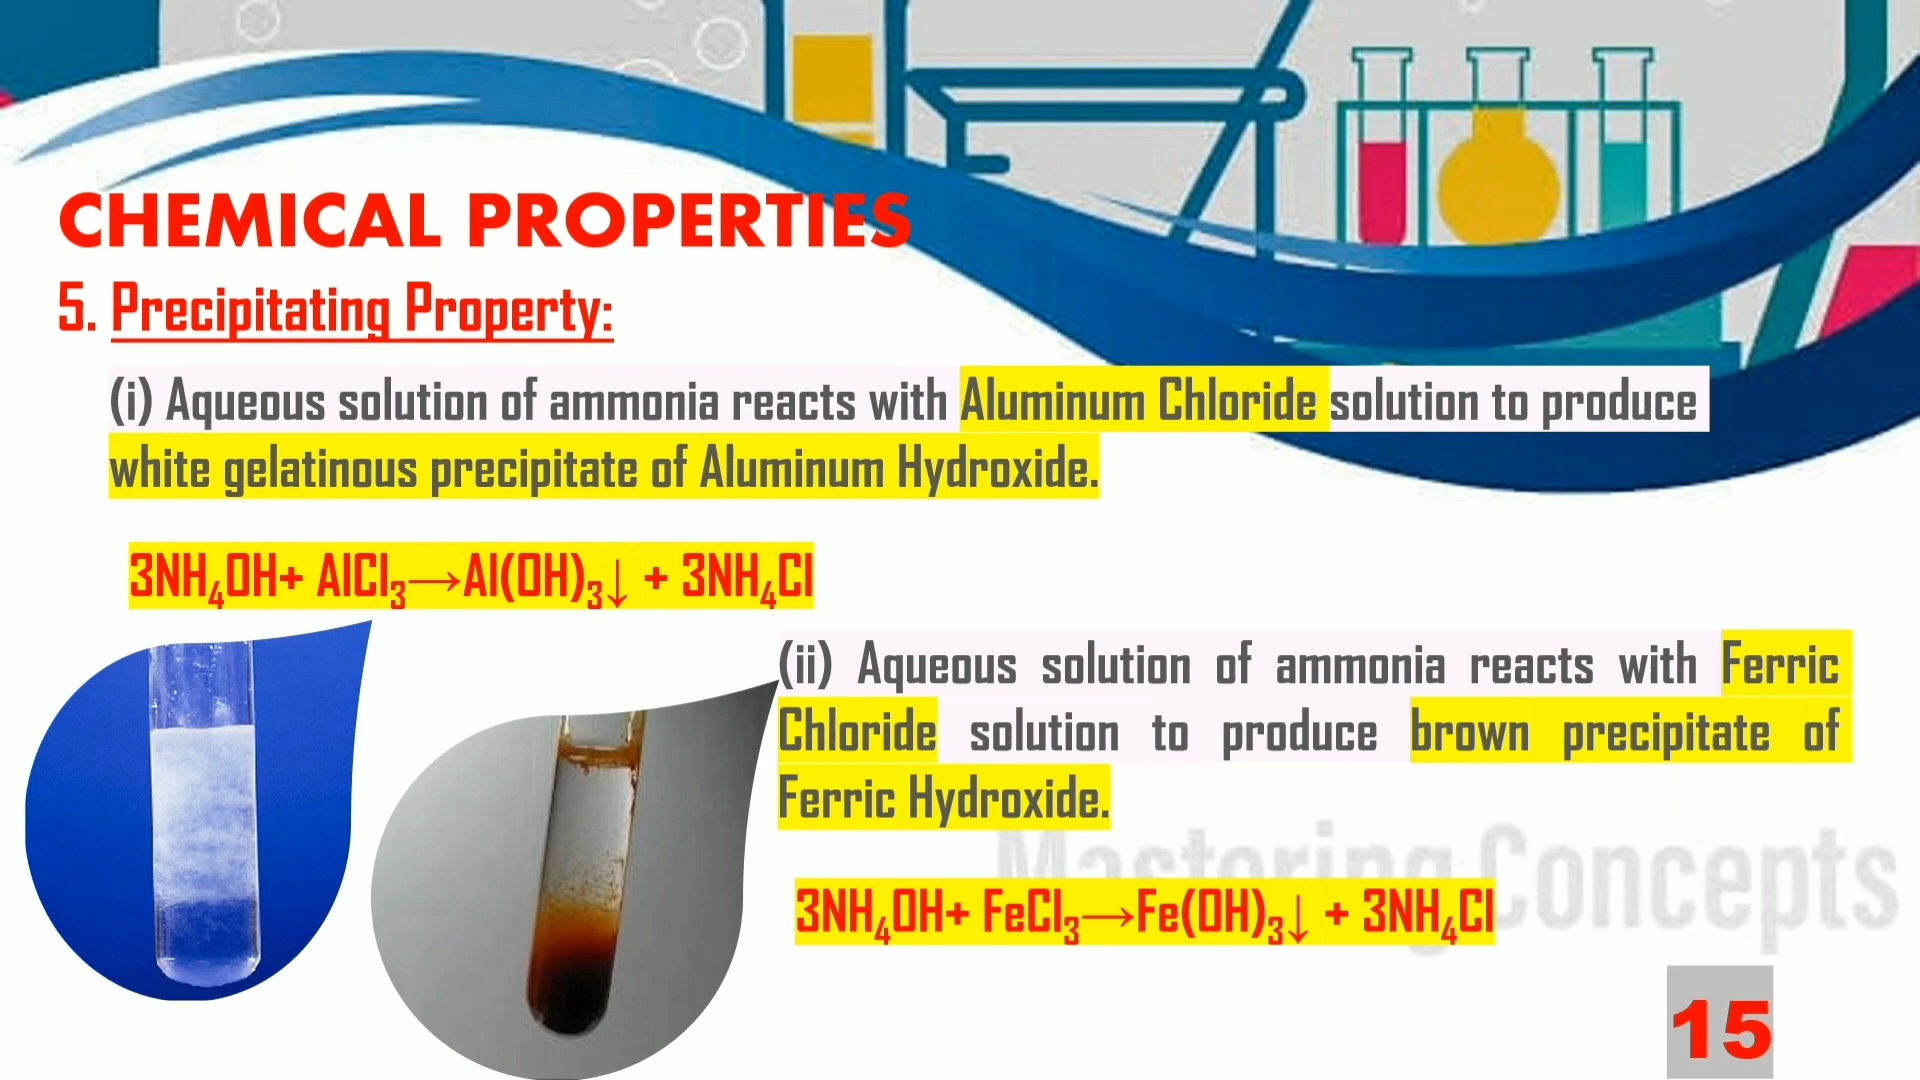 CHEMICAL PROPERTIES
5. Precipitating Property:
(i) Aqueous solution of ammonia reacts with Aluminum Chloride solution to produce
white gelatinous precipitate of Aluminum Hydroxide.
3NH₄OH+ AlCl₃→Al(OH)₃↓ + 3NH₄Cl
(ii) Aqueous solution of ammonia reacts with Ferric
Chloride solution to produce brown precipitate of
Ferric Hydroxide.
Mastering Concepts
3NH₄OH+ FeCl₃→Fe(OH)₃↓ + 3NH₄Cl
15